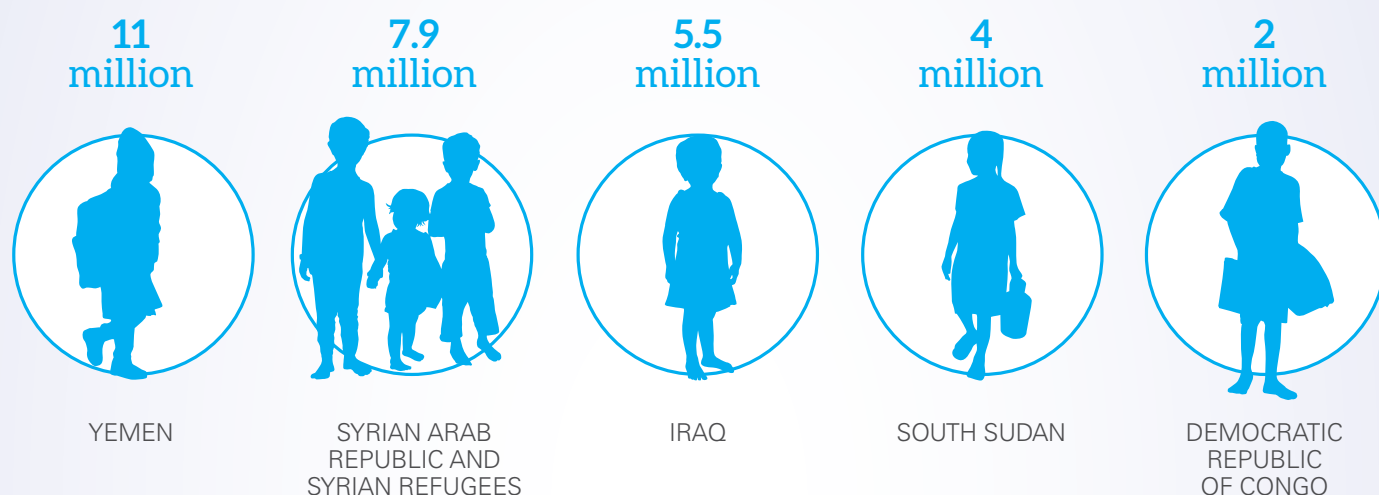 11
million
7.9
million
5.5
million
4
million
2
million
YEMEN
SYRIAN ARAB
REPUBLIC AND
SYRIAN REFUGEES
IRAQ
SOUTH SUDAN
DEMOCRATIC
REPUBLIC
OF CONGO